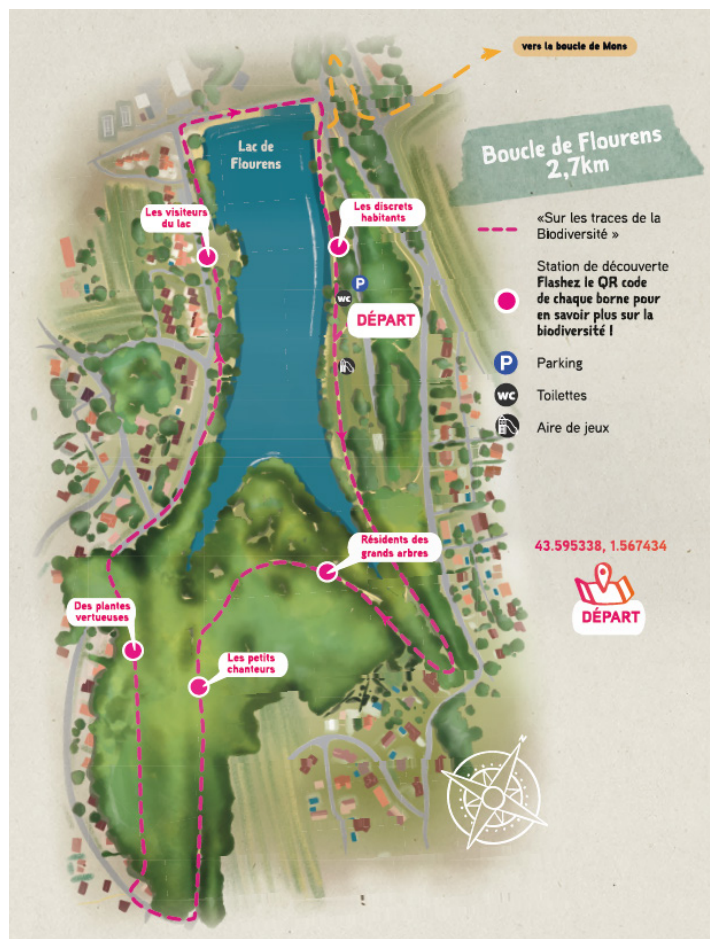 vers la boucle de Mons
Boucle de Flourens
2,7km
Lac de
Flourens
Les visiteurs
du lac
Les discrets
habitants
P
WC
DÉPART
Résidents des
grands arbres
Des plantes
vertueuses
Les petits
chanteurs
«Sur les traces de la
Biodiversité »
Station de découverte
Flashez le QR code
de chaque borne pour
en savoir plus sur la
biodiversité !
P
Parking
WC
Toilettes
Aire de jeux
43.595338, 1.567434
DÉPART